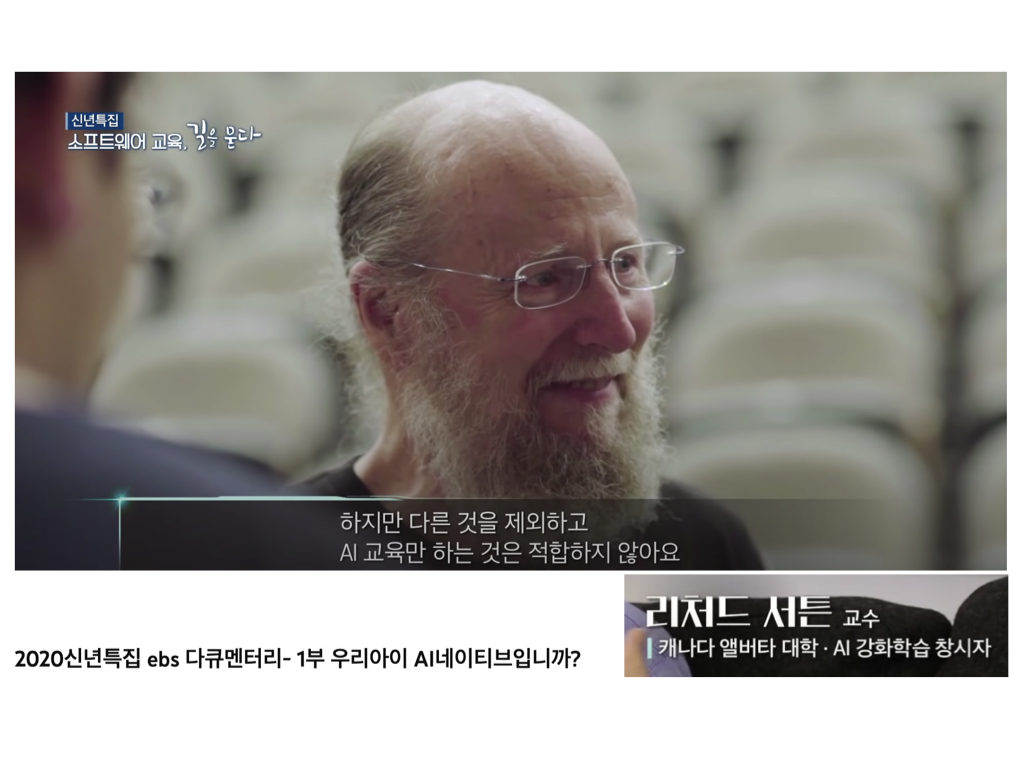 신년특집
소프트웨어 교육, 길을 묻다
하지만 다른 것을 제외하고
AI 교육만 하는 것은 적합하지 않아요
리처드 서튼 교수
캐나다 앨버타 대학 · AI 강화학습 창시자
2020신년특집 ebs 다큐멘터리- 1부 우리아이 AI네이티브입니까?